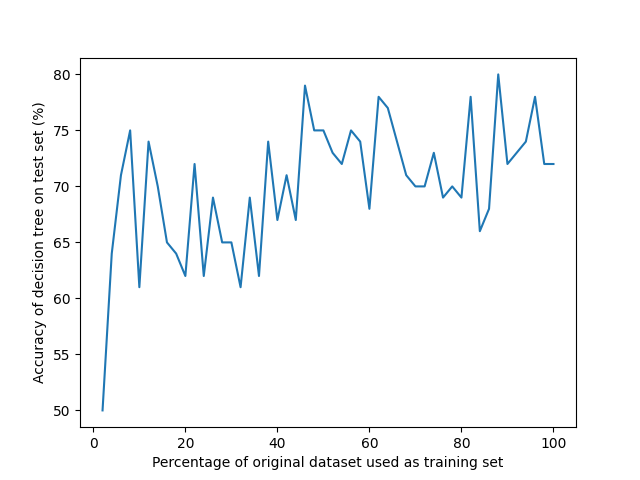 80
75
70
65
60
55
50
Accuracy of decision tree on test set (%)
0 20 40 60 80 100
Percentage of original dataset used as training set